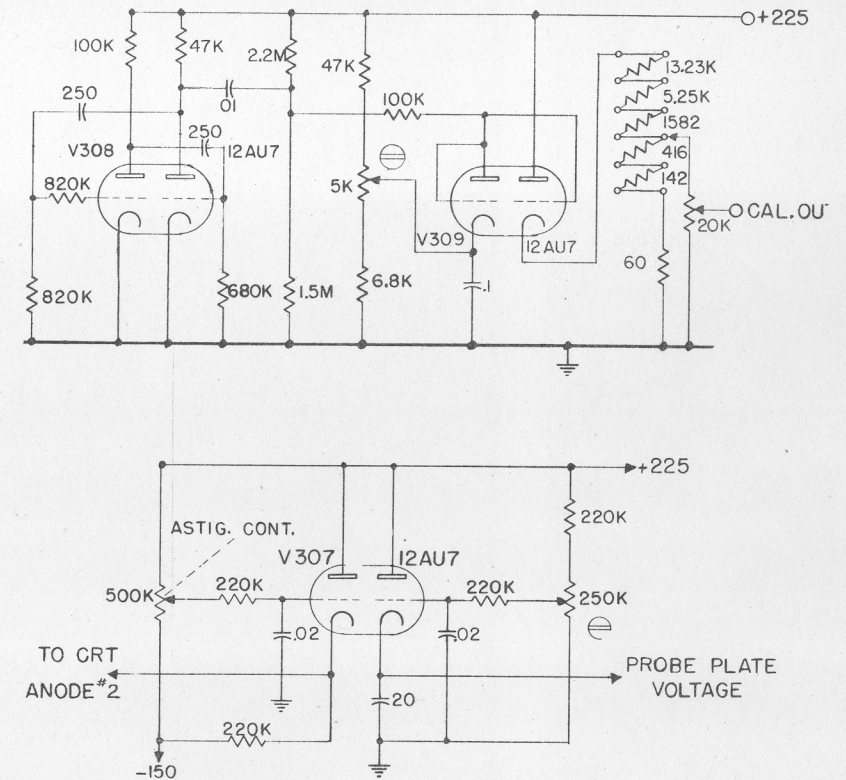 +225
100K
47K
2.2M
47K
13.23K
5.25K
1582
416
142
250
01
100K
250
V308
12AU7
820K
5K
V309
12AU7
20K
CAL.OU
60
820K
680K
1.5M
6.8K
.1
+225
ASTIG. CONT.
220K
V307
12AU7
500K
220K
220K
250K
.02
.02
TO CRT
ANODE #2
PROBE PLATE
VOLTAGE
20
220K
-150